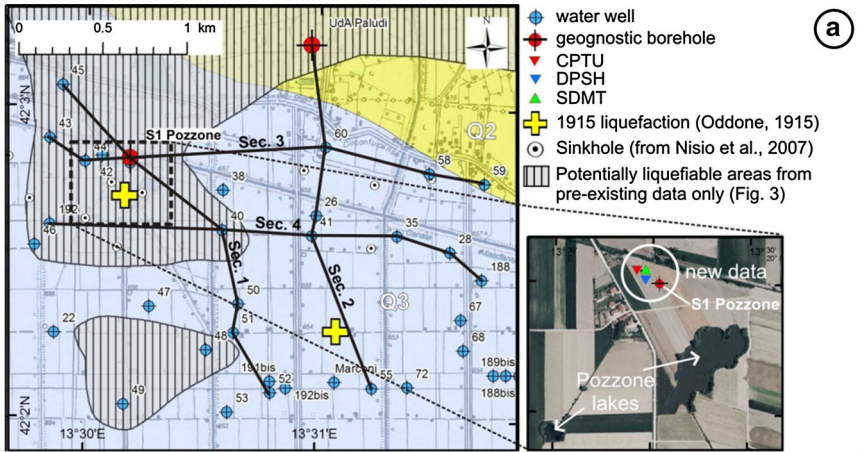 0 0.5 1 km
UdA Paludi
N
45
42°3'N
43
44
42
S1 Pozzone
Sec. 3
60
Q2
58
59
38
192
46
40
Sec. 4
26
41
35
28
188
Sec. 1
Sec. 2
Q3
47
50
51
22
48
67
68
49
191bis
52
53
192bis
Marconi
55
72
189bis
188bis
42°2'N
13°30'E
13°31'E
a
water well
geognostic borehole
CPTU
DPSH
SDMT
1915 liquefaction (Oddone, 1915)
Sinkhole (from Nisio et al., 2007)
Potentially liquefiable areas from
pre-existing data only (Fig. 3)
new data
S1 Pozzone
Pozzone
lakes